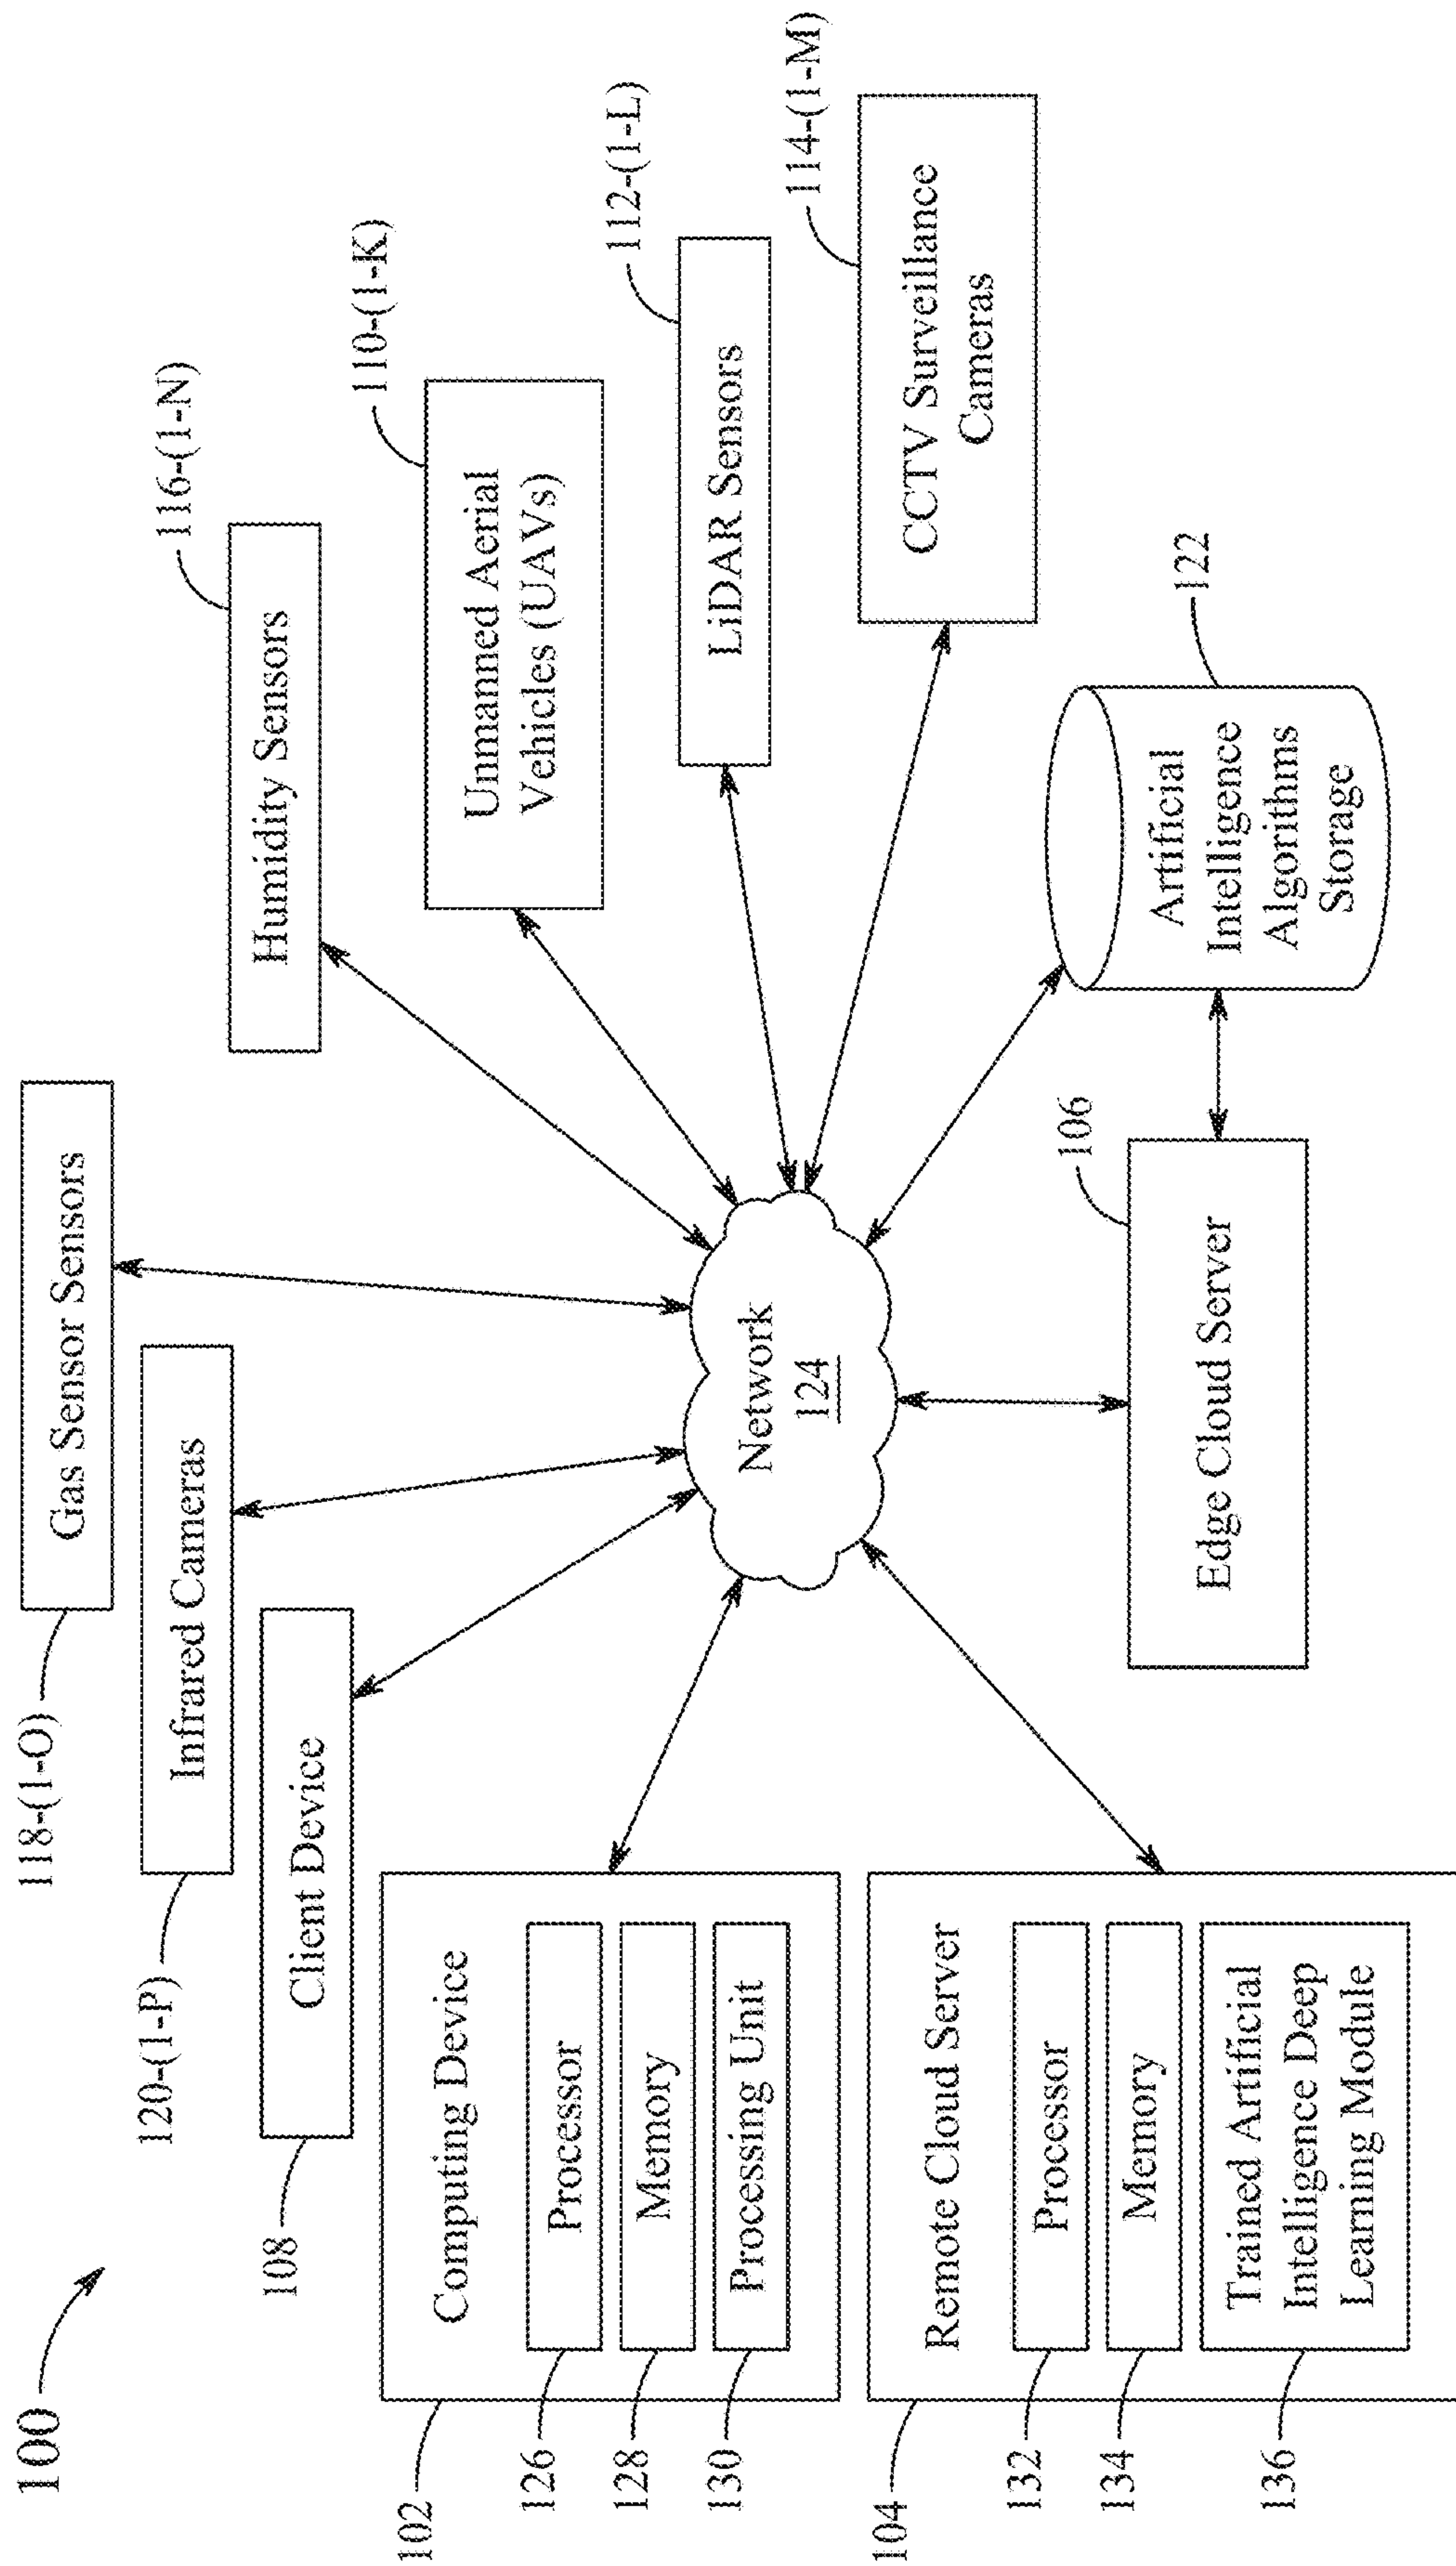 100
118-(1-O)
Gas Sensor Sensors
120-(1-P)
Infrared Cameras
116-(1-N)
Humidity Sensors
108
Client Device
110-(1-K)
Unmanned Aerial
Vehicles (UAVs)
102
Computing Device
126
Processor
128
Memory
130
Processing Unit
112-(1-L)
LiDAR Sensors
Network
124
114-(1-M)
CCTV Surveillance
Cameras
104
Remote Cloud Server
132
Processor
134
Memory
136
Trained Artificial
Intelligence Deep
Learning Module
106
Edge Cloud Server
122
Artificial
Intelligence
Algorithms
Storage